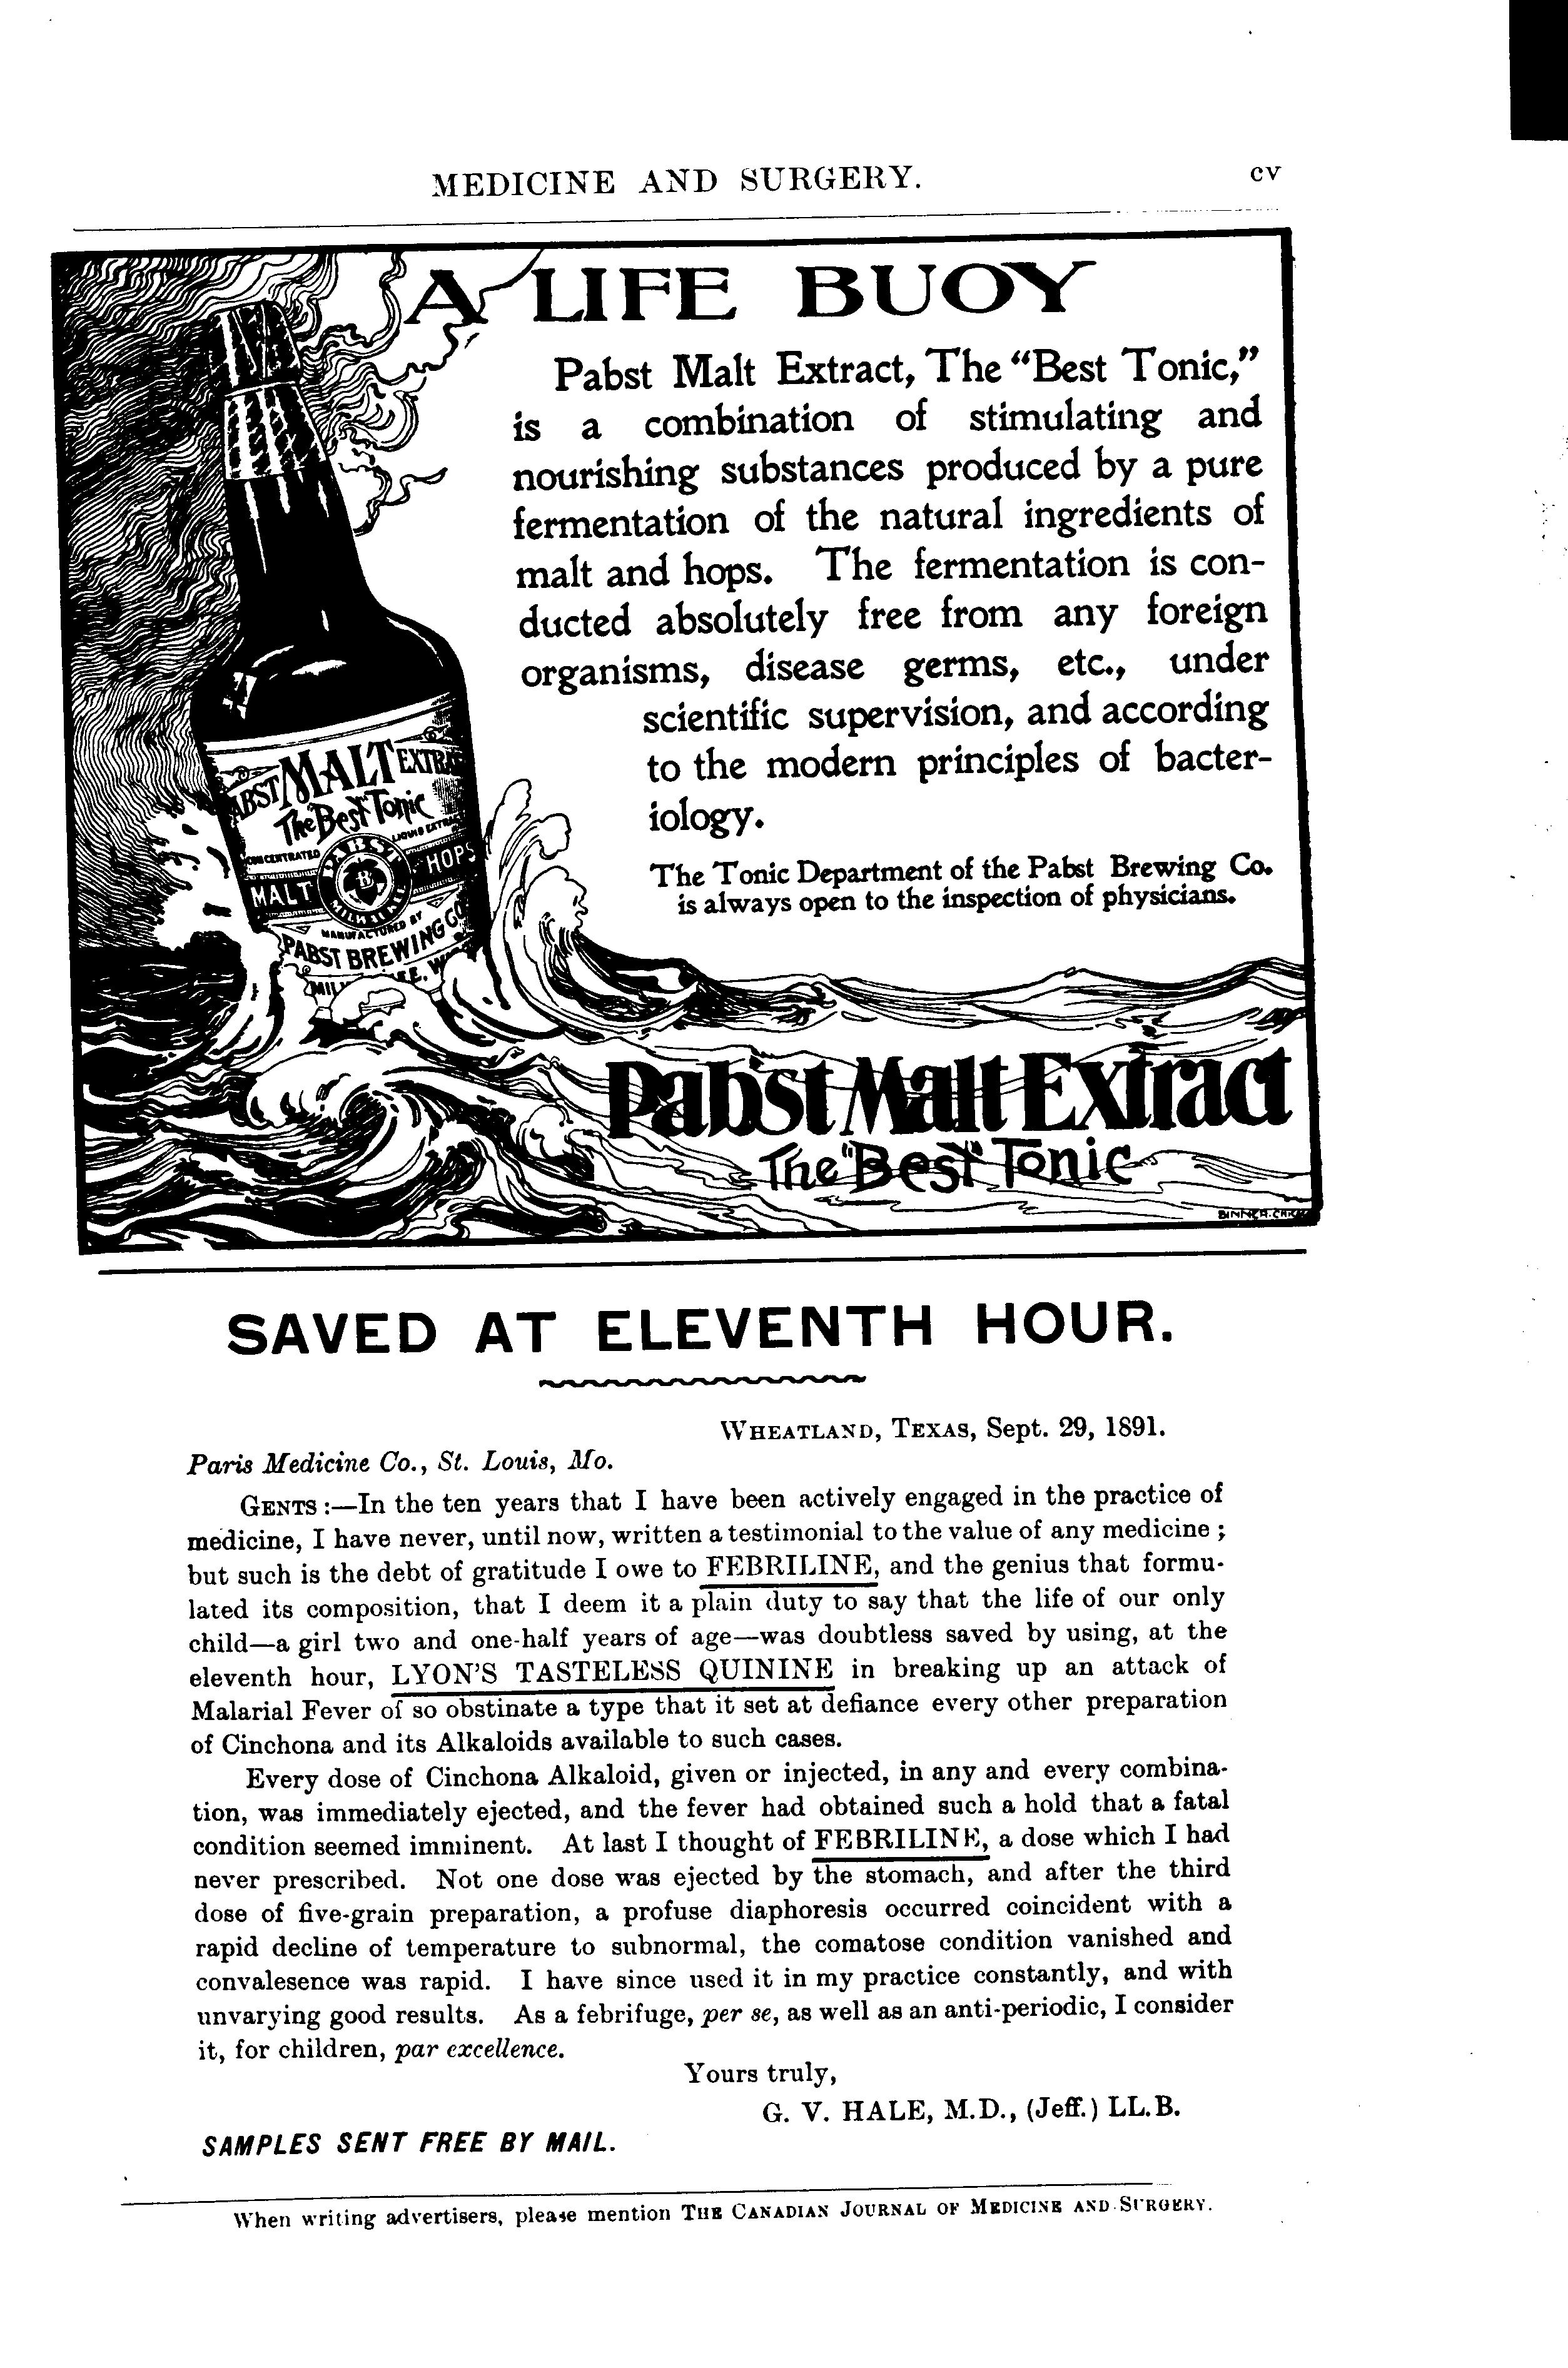 MEDICINE AND SURGERY. cv
A LIFE BUOY
Pabst Malt Extract, The "Best Tonic,"
is a combination of stimulating and
nourishing substances produced by a pure
fermentation of the natural ingredients of
malt and hops. The fermentation is con-
ducted absolutely free from any foreign
organisms, disease germs, etc., under
scientific supervision, and according
to the modern principles of bacter-
iology.
The Tonic Department of the Pabst Brewing Co.
is always open to the inspection of physicians.
ABST MALT EXTRA
The "Best" Tonic
CONCENTRATED LIQUID EXTRACT
MALT PABST B MILWAUKEE HOPS
MANUFACTURED BY
PABST BREWING CO
Pabst Malt Extract
The "Best" Tonic
BINNER. CHIC
SAVED AT ELEVENTH HOUR.
WHEATLAND, TEXAS, Sept. 29, 1891.
Paris Medicine Co., St. Louis, Mo.
GENTS :—In the ten years that I have been actively engaged in the practice of
medicine, I have never, until now, written a testimonial to the value of any medicine ;
but such is the debt of gratitude I owe to FEBRILINE, and the genius that formu-
lated its composition, that I deem it a plain duty to say that the life of our only
child—a girl two and one-half years of age—was doubtless saved by using, at the
eleventh hour, LYON'S TASTELESS QUININE in breaking up an attack of
Malarial Fever of so obstinate a type that it set at defiance every other preparation
of Cinchona and its Alkaloids available to such cases.
Every dose of Cinchona Alkaloid, given or injected, in any and every combina-
tion, was immediately ejected, and the fever had obtained such a hold that a fatal
condition seemed imminent. At last I thought of FEBRILINE, a dose which I had
never prescribed. Not one dose was ejected by the stomach, and after the third
dose of five-grain preparation, a profuse diaphoresis occurred coincident with a
rapid decline of temperature to subnormal, the comatose condition vanished and
convalesence was rapid. I have since used it in my practice constantly, and with
unvarying good results. As a febrifuge, per se, as well as an anti-periodic, I consider
it, for children, par excellence.
Yours truly,
G. V. HALE, M.D., (Jeff.) LL.B.
SAMPLES SENT FREE BY MAIL.
When writing advertisers, please mention THE CANADIAN JOURNAL OF MEDICINE AND SURGERY.